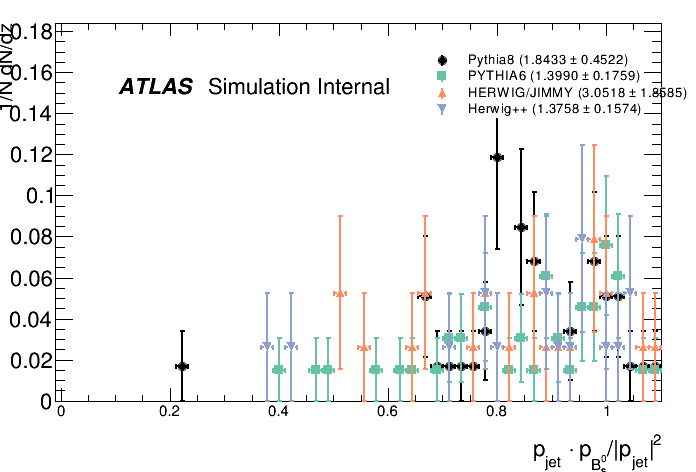 1/N dN/dz
0.18
0.16
0.14
0.12
0.1
0.08
0.06
0.04
0.02
0
ATLAS Simulation Internal
Pythia8 (1.8433 ± 0.4522)
PYTHIA6 (1.3990 ± 0.1759)
HERWIG/JIMMY (3.0518 ± 1.8585)
Herwig++ (1.3758 ± 0.1574)
0 0.2 0.4 0.6 0.8 1
p_jet · p_B_s^0/|p_jet|^2